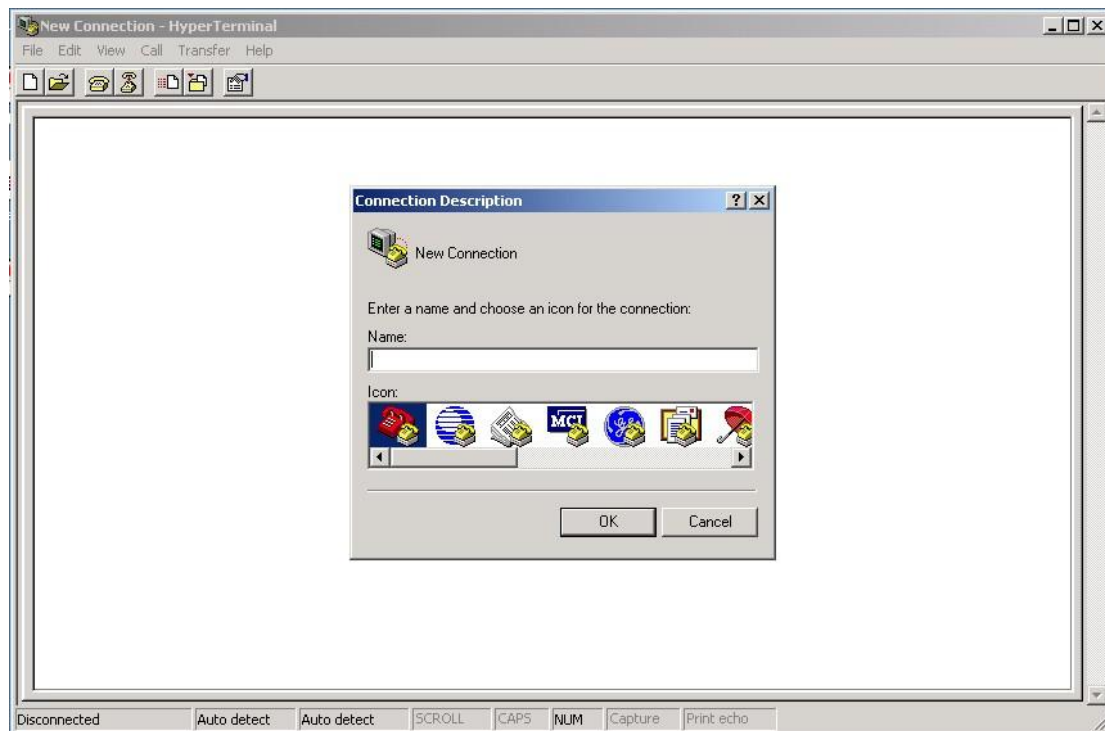 New Connection - HyperTerminal
File Edit View Call Transfer Help
Connection Description
New Connection
Enter a name and choose an icon for the connection:
Name:
Icon:
MCI
OK Cancel
Disconnected Auto detect Auto detect SCROLL CAPS NUM Capture Print echo